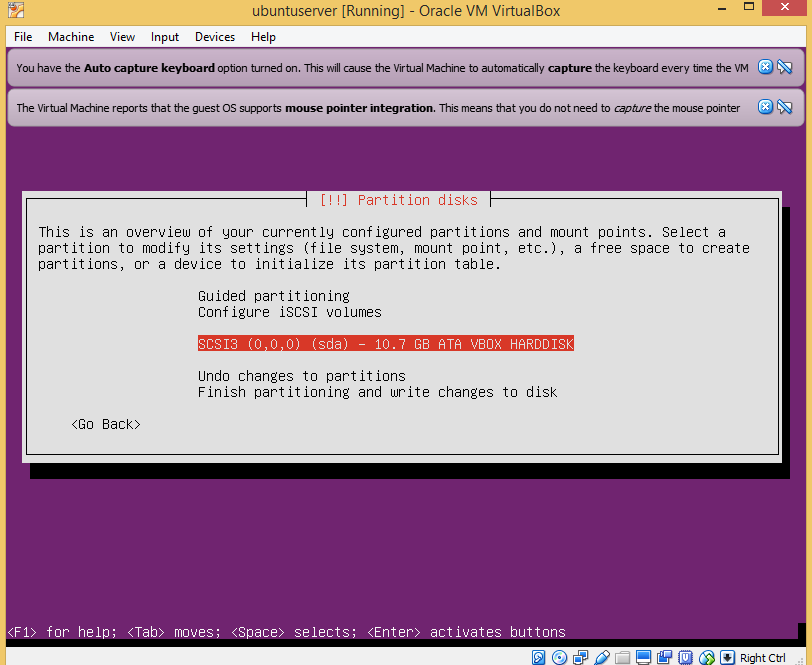 ubuntuserver [Running] - Oracle VM VirtualBox
File Machine View Input Devices Help
You have the Auto capture keyboard option turned on. This will cause the Virtual Machine to automatically capture the keyboard every time the VM
The Virtual Machine reports that the guest OS supports mouse pointer integration. This means that you do not need to capture the mouse pointer
[!!] Partition disks
This is an overview of your currently configured partitions and mount points. Select a
partition to modify its settings (file system, mount point, etc.), a free space to create
partitions, or a device to initialize its partition table.
Guided partitioning
Configure iSCSI volumes
SCSI3 (0,0,0) (sda) - 10.7 GB ATA VBOX HARDDISK
Undo changes to partitions
Finish partitioning and write changes to disk
<Go Back>
<F1> for help; <Tab> moves; <Space> selects; <Enter> activates buttons
Right Ctrl